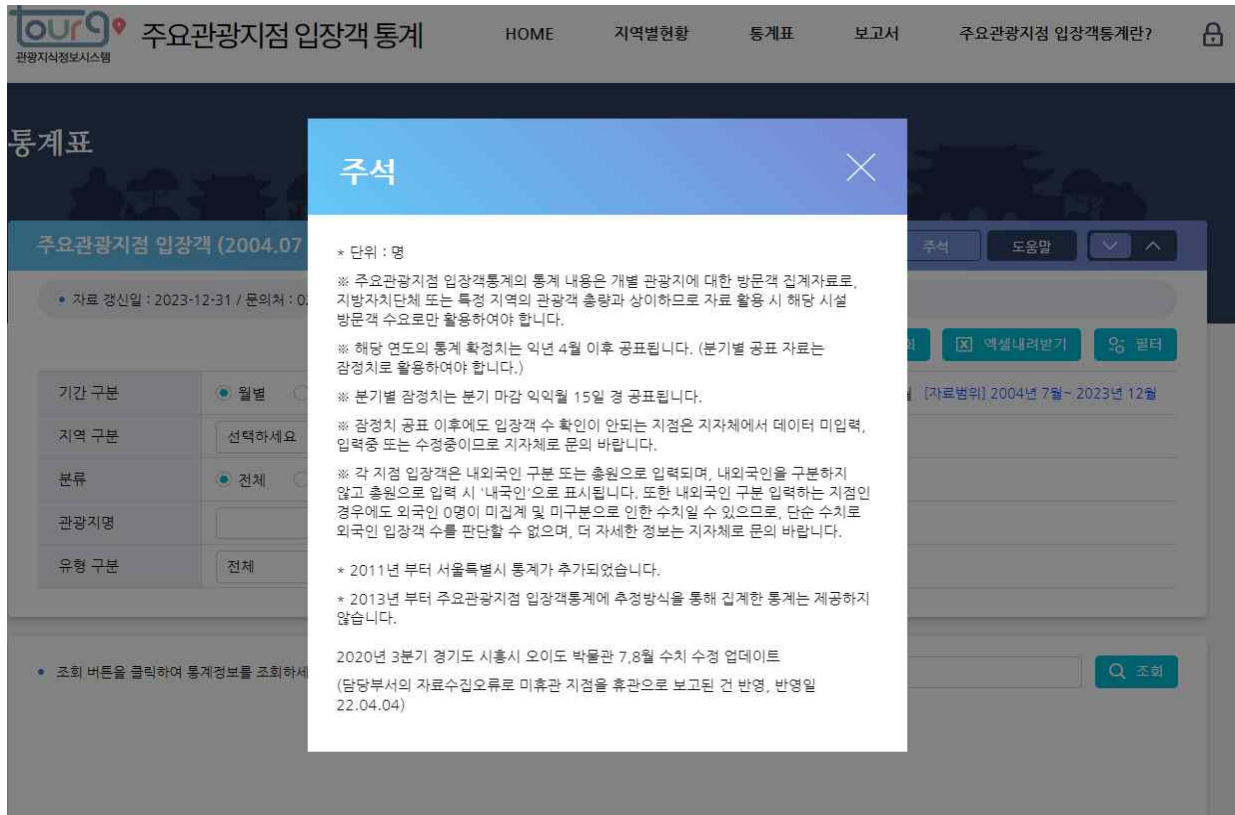 tour9
관광지식정보시스템
주요관광지점 입장객 통계
HOME
지역별현황
통계표
보고서
주요관광지점 입장객통계란?
통계표
주석
주요관광지점 입장객 (2004.07
주석
도움말
• 자료 갱신일 : 2023-12-31 / 문의처 :
엑셀내려받기
필터
기간 구분
월별
[자료범위] 2004년 7월~ 2023년 12월
지역 구분
선택하세요
분류
전체
관광지명
유형 구분
전체
* 단위 : 명
※ 주요관광지점 입장객통계의 통계 내용은 개별 관광지에 대한 방문객 집계자료로,
지방자치단체 또는 특정 지역의 관광객 총량과 상이하므로 자료 활용 시 해당 시설
방문객 수요로만 활용하여야 합니다.
※ 해당 연도의 통계 확정치는 익년 4월 이후 공표됩니다. (분기별 공표 자료는
잠정치로 활용하여야 합니다.)
※ 분기별 잠정치는 분기 마감 익익월 15일 경 공표됩니다.
※ 잠정치 공표 이후에도 입장객 수 확인이 안되는 지점은 지자체에서 데이터 미입력,
입력중 또는 수정중이므로 지자체로 문의 바랍니다.
※ 각 지점 입장객은 내외국인 구분 또는 총원으로 입력되며, 내외국인을 구분하지
않고 총원으로 입력 시 '내국인'으로 표시됩니다. 또한 내외국인 구분 입력하는 지점인
경우에도 외국인 0명이 미집계 및 미구분으로 인한 수치일 수 있으므로, 단순 수치로
외국인 입장객 수를 판단할 수 없으며, 더 자세한 정보는 지자체로 문의 바랍니다.
* 2011년 부터 서울특별시 통계가 추가되었습니다.
* 2013년 부터 주요관광지점 입장객통계에 추정방식을 통해 집계한 통계는 제공하지
않습니다.
2020년 3분기 경기도 시흥시 오이도 박물관 7,8월 수치 수정 업데이트
(담당부서의 자료수집오류로 미휴관 지점을 휴관으로 보고된 건 반영, 반영일
22.04.04)
• 조회 버튼을 클릭하여 통계정보를 조회하세
조회